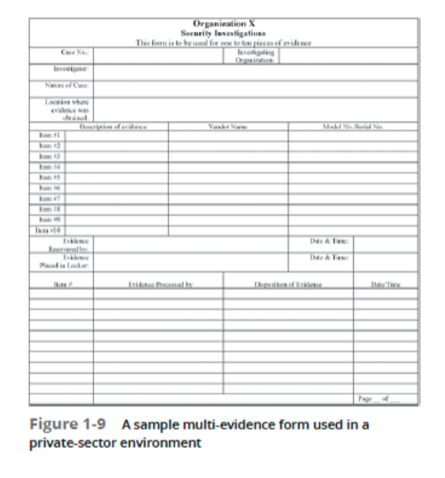 Organization X
Security Investigations
This form is to be used for one to ten pieces of evidence
Case No.:
Investigating
Organization:
Investigator:
Nature of Case:
Location where
evidence was
obtained:
Description of evidence: Vendor Name Model No./Serial No.
Item #1
Item #2
Item #3
Item #4
Item #5
Item #6
Item #7
Item #8
Item #9
Item #10
Evidence
Recovered by:
Date & Time:
Evidence
Placed in Locker:
Date & Time:
Item # Evidence Processed by Disposition of Evidence Date/Time
Page __ of __
Figure 1-9 A sample multi-evidence form used in a
private-sector environment